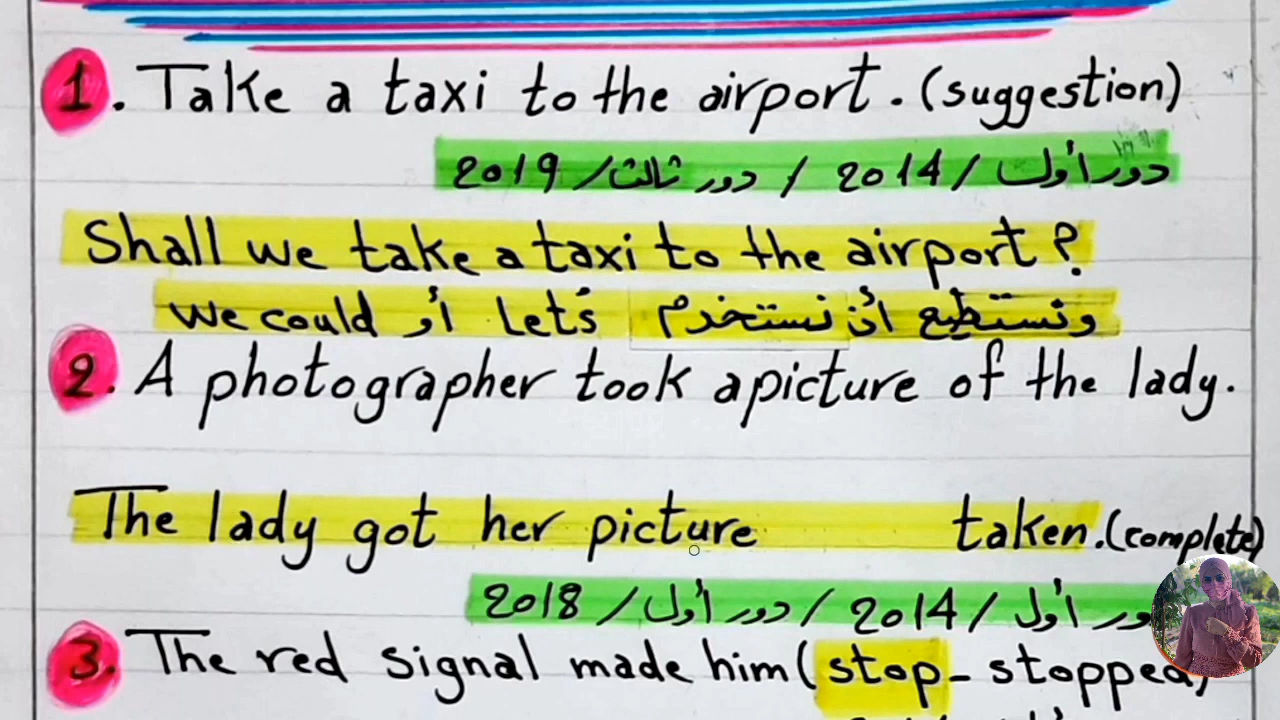 1. Take a taxi to the airport. (suggestion)
دور أول / 2014 / دور ثالث / 2019
Shall we take a taxi to the airport?
ونستطيع أن نستخدم Let's أو We could
2. A photographer took a picture of the lady.
The lady got her picture taken. (complete)
دور أول / 2014 / دور أول / 2018
3. The red signal made him (stop - stopped)